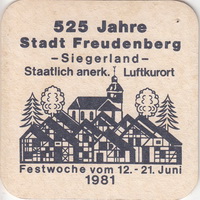 525 Jahre
Stadt Freudenberg
- Siegerland -
Staatlich anerk. Luftkurort
Festwoche vom 12. - 21. Juni
1981